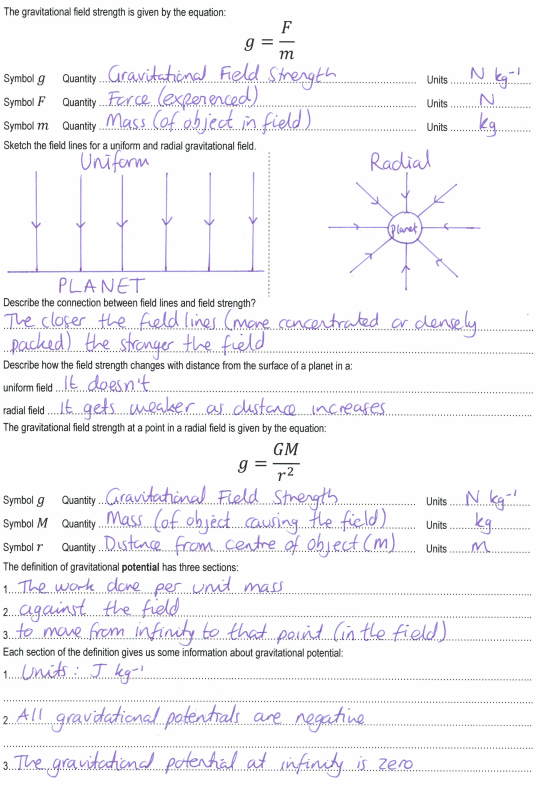 The gravitational field strength is given by the equation:
g = F / m
Symbol g Quantity Gravitational Field Strength Units N kg⁻¹
Symbol F Quantity Force (experienced) Units N
Symbol m Quantity Mass (of object in field) Units kg
Sketch the field lines for a uniform and radial gravitational field.
Uniform Radial
planet
PLANET
Describe the connection between field lines and field strength?
The closer the field lines (more concentrated or densely
packed) the stronger the field
Describe how the field strength changes with distance from the surface of a planet in a:
uniform field It doesn't
radial field It gets weaker as distance increases
The gravitational field strength at a point in a radial field is given by the equation:
g = GM / r²
Symbol g Quantity Gravitational Field Strength Units N kg⁻¹
Symbol M Quantity Mass (of object causing the field) Units kg
Symbol r Quantity Distance from centre of object (m) Units m
The definition of gravitational potential has three sections:
1 The work done per unit mass
2 against the field
3 to move from infinity to that point (in the field)
Each section of the definition gives us some information about gravitational potential:
1 Units: J kg⁻¹
2 All gravitational potentials are negative
3 The gravitational potential at infinity is zero